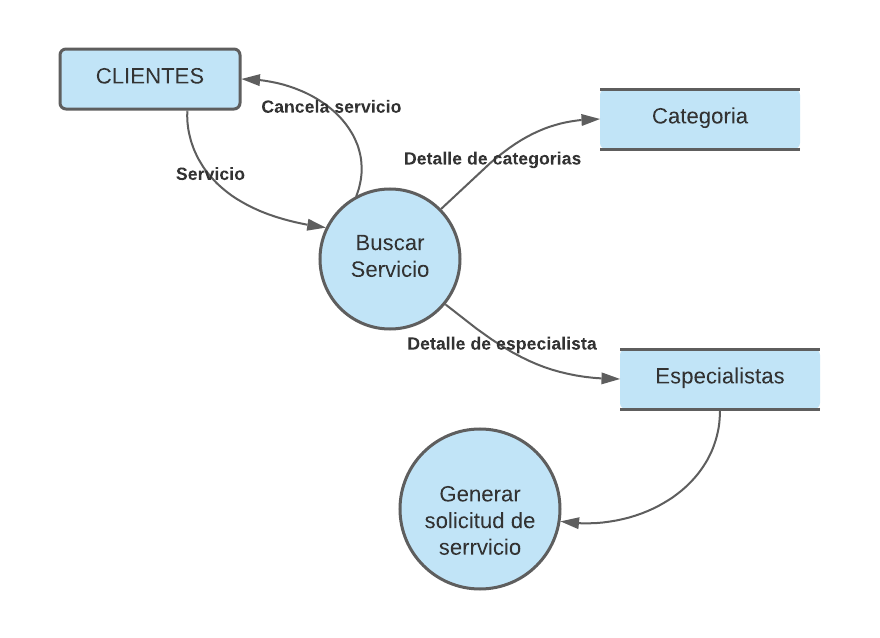 CLIENTES
Cancela servicio
Servicio
Categoria
Detalle de categorias
Buscar
Servicio
Detalle de especialista
Especialistas
Generar
solicitud de
serrvicio